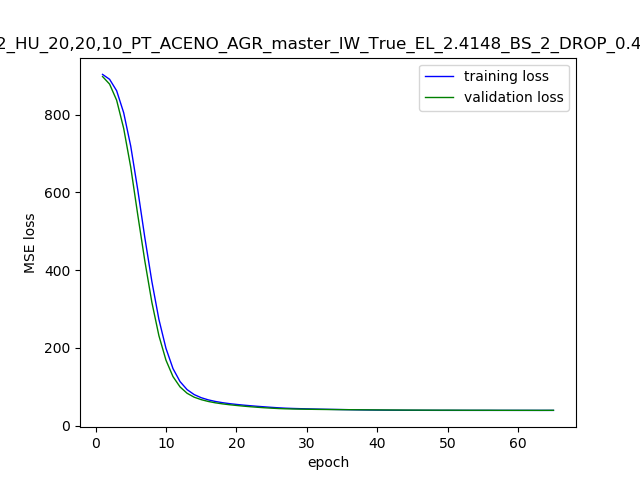 2_HU_20,20,10_PT_ACENO_AGR_master_IW_True_EL_2.4148_BS_2_DROP_0.4
training loss
validation loss
800
600
400
200
0
MSE loss
0 10 20 30 40 50 60
epoch